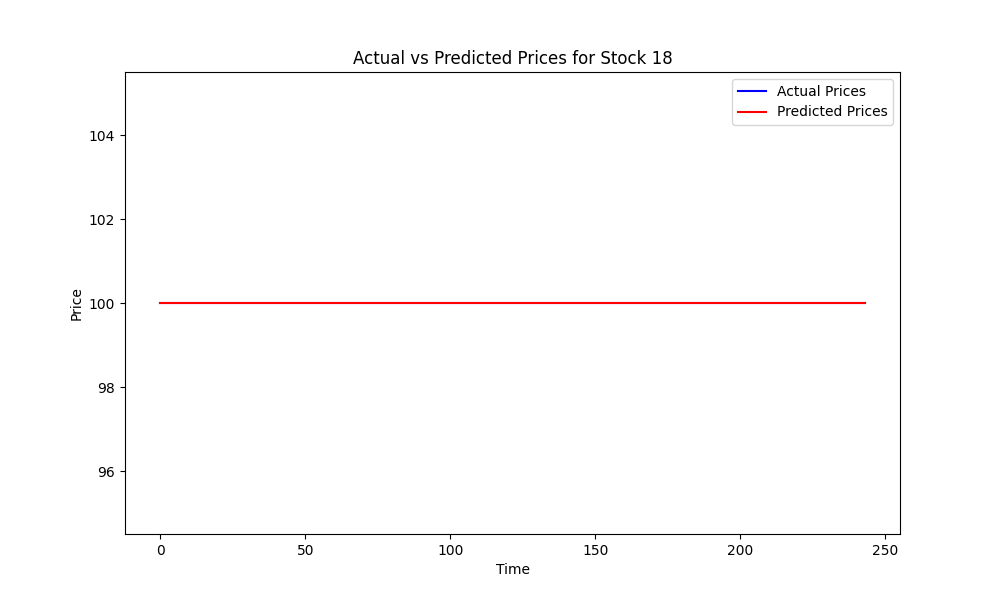 Actual vs Predicted Prices for Stock 18
Actual Prices
Predicted Prices
104
102
100
98
96
Price
0 50 100 150 200 250
Time